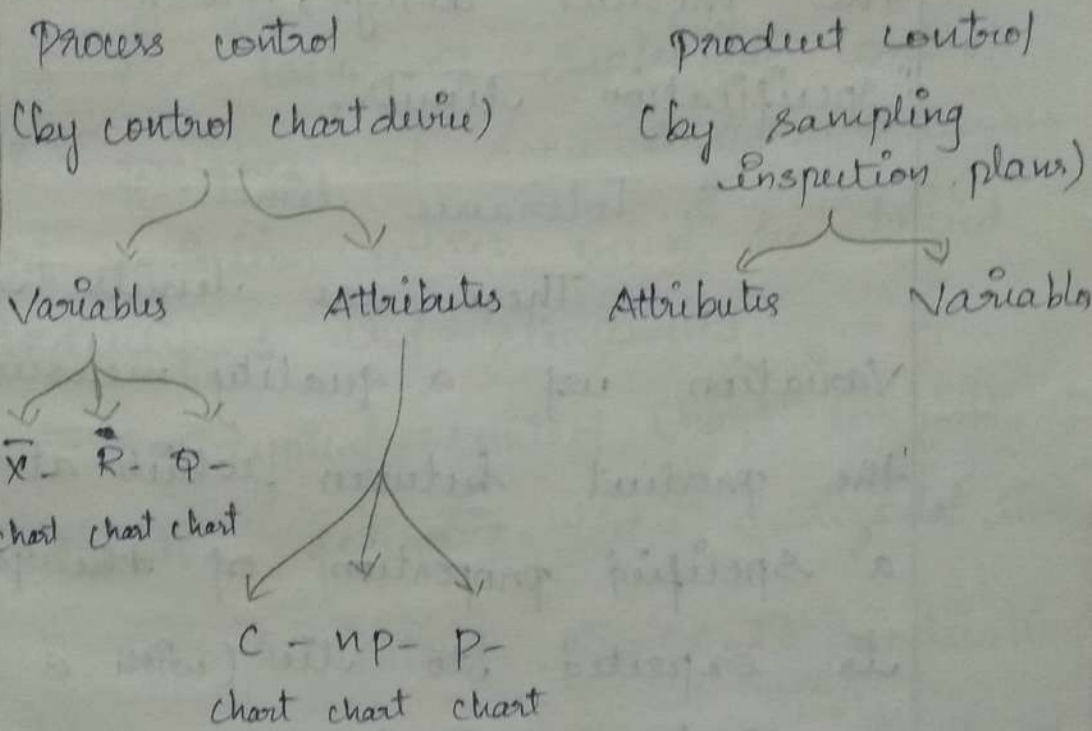 Process control product control
(by control chart device) (by sampling
inspection plans)
Variables Attributes Attributes Variables
X̄ - R - σ -
chart chart chart
C - np - P -
chart chart chart